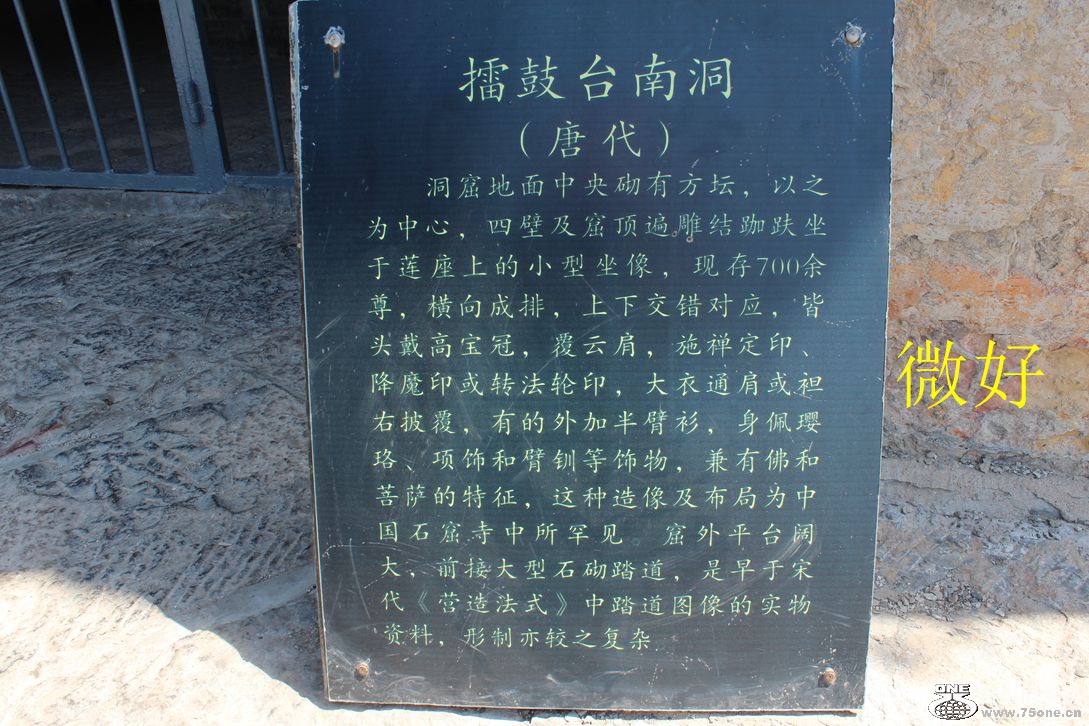 擂鼓台南洞
（唐代）
洞窟地面中央砌有方坛，以之
为中心，四壁及窟顶遍雕结跏趺坐
于莲座上的小型坐像，现存700余
尊，横向成排，上下交错对应，皆
头戴高宝冠，覆云肩，施禅定印、
降魔印或转法轮印，大衣通肩或袒
右披覆，有的外加半臂衫，身佩璎
珞、项饰和臂钏等饰物，兼有佛和
菩萨的特征，这种造像及布局为中
国石窟寺中所罕见。窟外平台阔
大，前接大型石砌踏道，是早于宋
代《营造法式》中踏道图像的实物
资料，形制亦较之复杂
微好
ONE
www.75one.cn